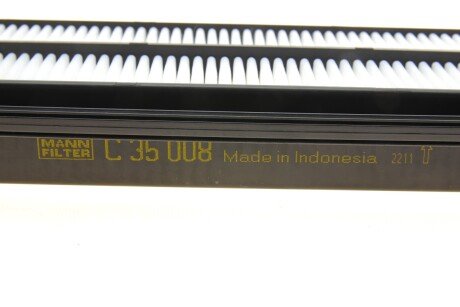 MANN
FILTER
C 35 008 Made in Indonesia 2211